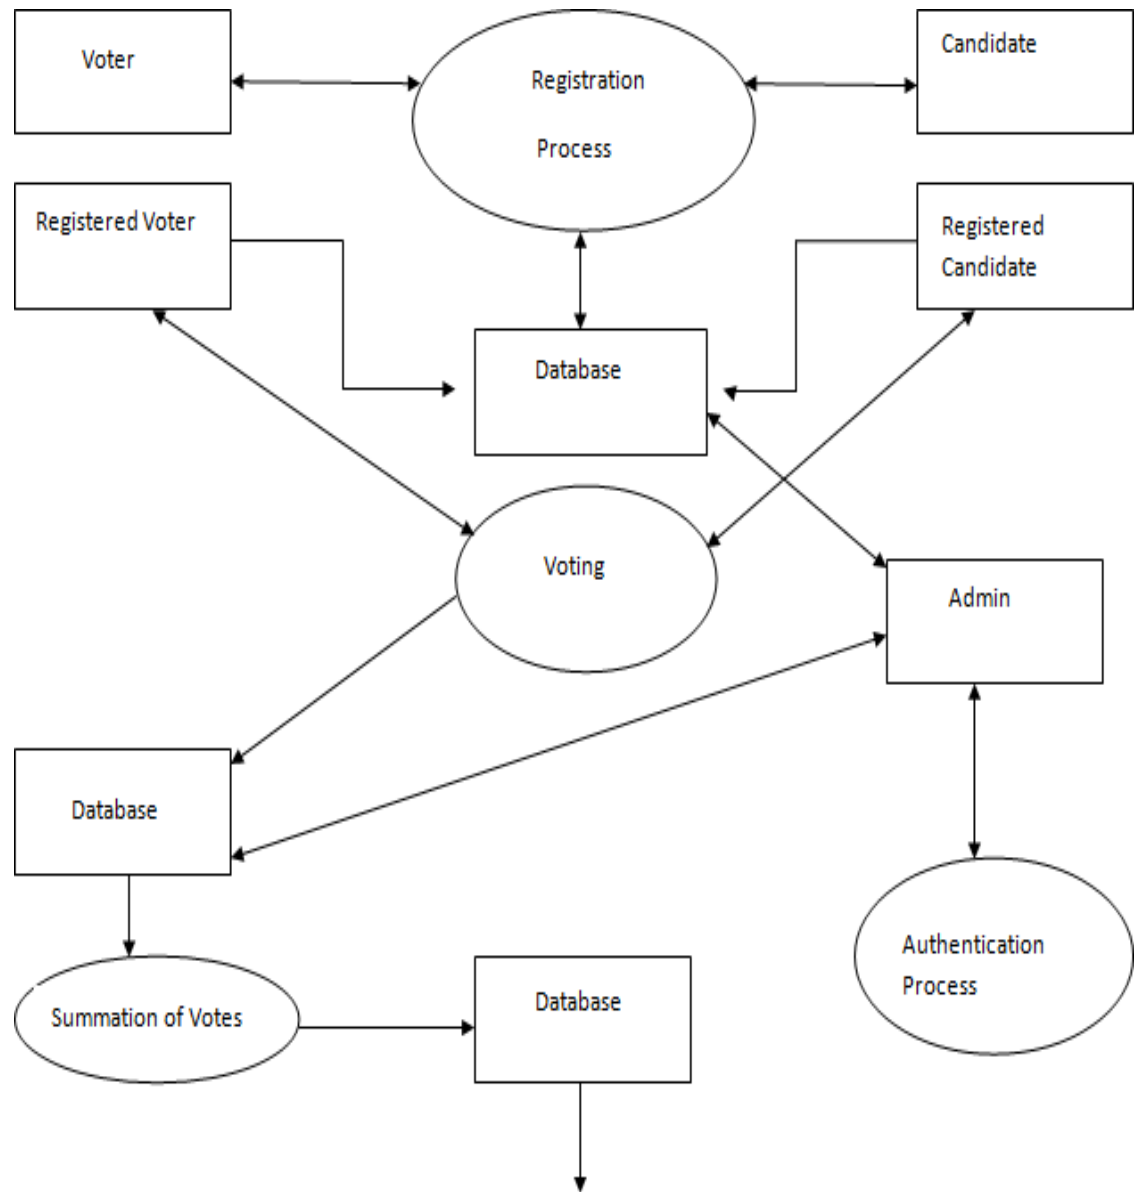 Voter
Registration
Process
Candidate
Registered Voter
Registered
Candidate
Database
Voting
Admin
Database
Authentication
Process
Summation of Votes
Database